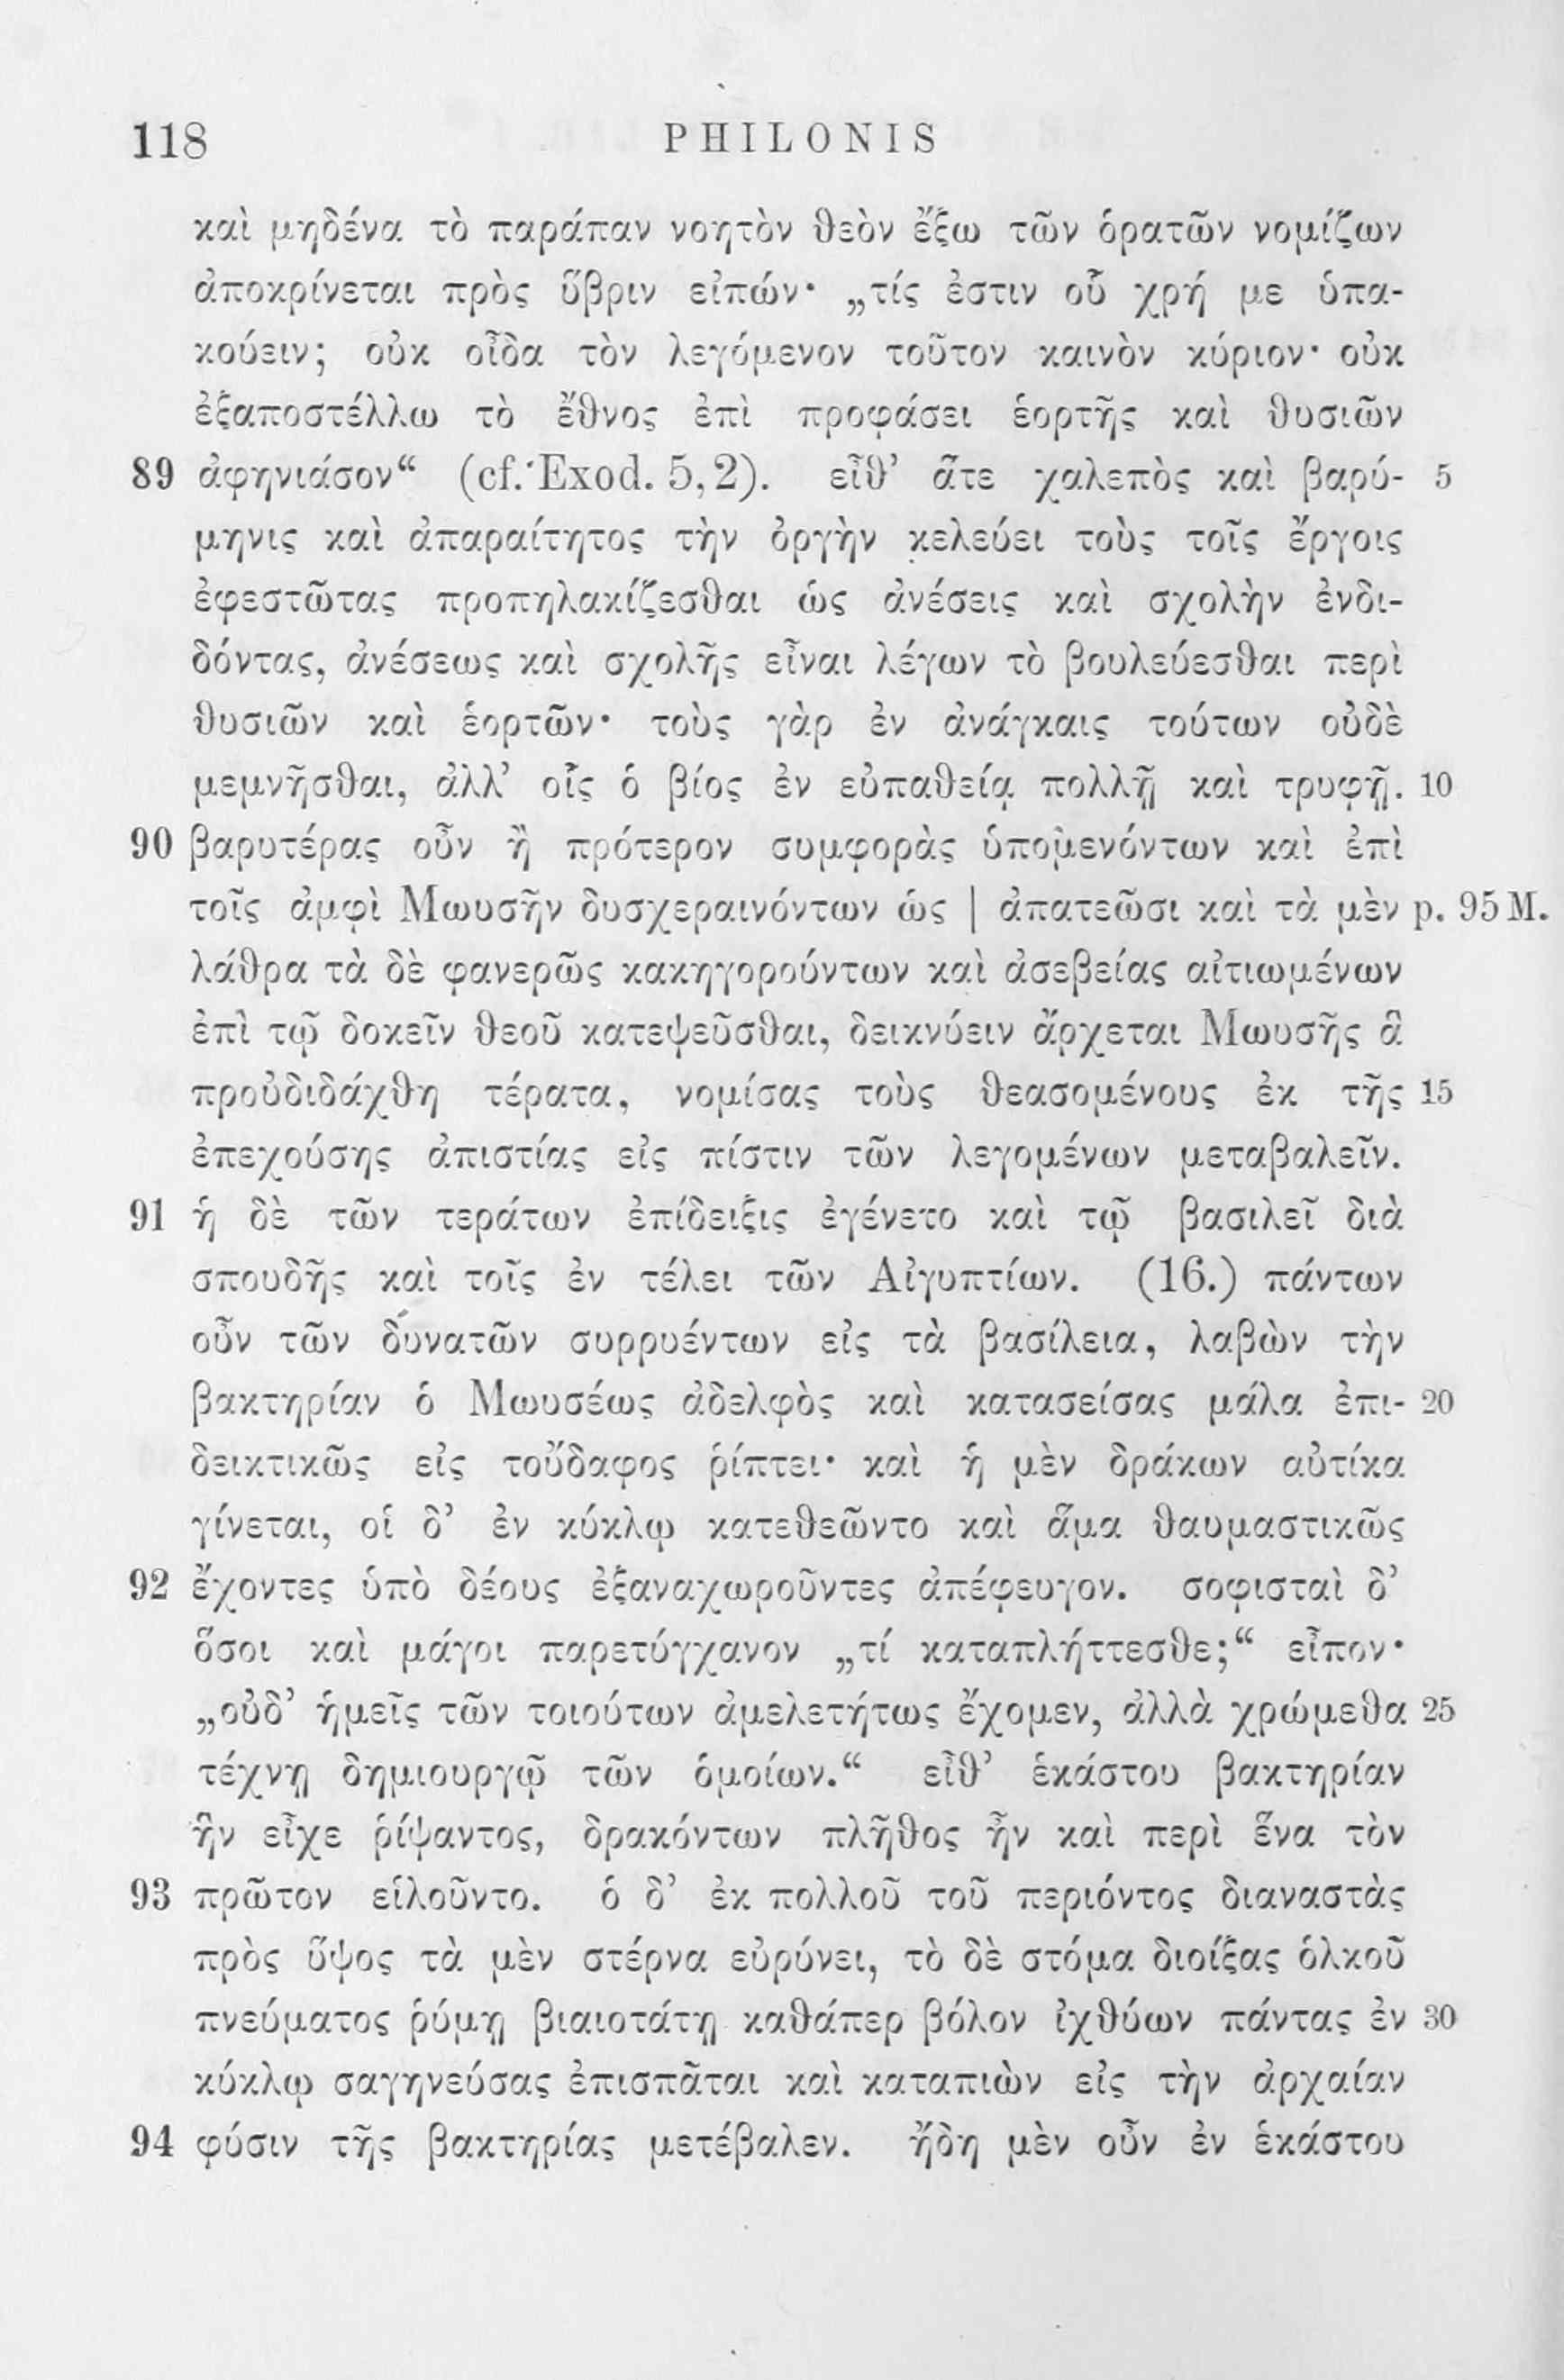 118 PHILONIS
καὶ μηδένα τὸ παράπαν νοητὸν θεὸν ἔξω τῶν ὁρατῶν νομίζων
ἀποκρίνεται πρὸς ὕβριν εἰπών· „τίς ἐστιν οὗ χρή με ὑπα-
κούειν; οὐκ οἶδα τὸν λεγόμενον τοῦτον καινὸν κύριον· οὐκ
ἐξαποστέλλω τὸ ἔθνος ἐπὶ προφάσει ἑορτῆς καὶ θυσιῶν
89 ἀφηνιάσον“ (cf. Exod. 5,2). εἶθ’ ἅτε χαλεπὸς καὶ βαρύ- 5
μηνις καὶ ἀπαραίτητος τὴν ὀργὴν κελεύει τοὺς τοῖς ἔργοις
ἐφεστῶτας προπηλακίζεσθαι ὡς ἀνέσεις καὶ σχολὴν ἐνδι-
δόντας, ἀνέσεως καὶ σχολῆς εἶναι λέγων τὸ βουλεύεσθαι περὶ
θυσιῶν καὶ ἑορτῶν· τοὺς γὰρ ἐν ἀνάγκαις τούτων οὐδὲ
μεμνῆσθαι, ἀλλ’ οἷς ὁ βίος ἐν εὐπαθείᾳ πολλῇ καὶ τρυφῇ. 10
90 βαρυτέρας οὖν ἢ πρότερον συμφορὰς ὑπομενόντων καὶ ἐπὶ
τοῖς ἀμφὶ Μωυσῆν δυσχεραινόντων ὡς | ἀπατεῶσι καὶ τὰ μὲν p. 95 M.
λάθρα τὰ δὲ φανερῶς κακηγορούντων καὶ ἀσεβείας αἰτιωμένων
ἐπὶ τῷ δοκεῖν θεοῦ κατεψεῦσθαι, δεικνύειν ἄρχεται Μωυσῆς ἃ
προὐδιδάχθη τέρατα, νομίσας τοὺς θεασομένους ἐκ τῆς 15
ἐπεχούσης ἀπιστίας εἰς πίστιν τῶν λεγομένων μεταβαλεῖν.
91 ἡ δὲ τῶν τεράτων ἐπίδειξις ἐγένετο καὶ τῷ βασιλεῖ διὰ
σπουδῆς καὶ τοῖς ἐν τέλει τῶν Αἰγυπτίων. (16.) πάντων
οὖν τῶν δυνατῶν συρρυέντων εἰς τὰ βασίλεια, λαβὼν τὴν
βακτηρίαν ὁ Μωυσέως ἀδελφὸς καὶ κατασείσας μάλα ἐπι- 20
δεικτικῶς εἰς τοὔδαφος ῥίπτει· καὶ ἡ μὲν δράκων αὐτίκα
γίνεται, οἱ δ’ ἐν κύκλῳ κατεθεῶντο καὶ ἅμα θαυμαστικῶς
92 ἔχοντες ὑπὸ δέους ἐξαναχωροῦντες ἀπέφευγον. σοφισταὶ δ’
ὅσοι καὶ μάγοι παρετύγχανον „τί καταπλήττεσθε;“ εἶπον·
„οὐδ’ ἡμεῖς τῶν τοιούτων ἀμελετήτως ἔχομεν, ἀλλὰ χρώμεθα 25
τέχνῃ δημιουργῷ τῶν ὁμοίων.“ εἶθ’ ἑκάστου βακτηρίαν
ἣν εἶχε ῥίψαντος, δρακόντων πλῆθος ἦν καὶ περὶ ἕνα τὸν
93 πρῶτον εἱλοῦντο. ὁ δ’ ἐκ πολλοῦ τοῦ περιόντος διαναστὰς
πρὸς ὕψος τὰ μὲν στέρνα εὐρύνει, τὸ δὲ στόμα διοίξας ὁλκοῦ
πνεύματος ῥύμῃ βιαιοτάτῃ καθάπερ βόλον ἰχθύων πάντας ἐν 30
κύκλῳ σαγηνεύσας ἐπισπᾶται καὶ καταπιὼν εἰς τὴν ἀρχαίαν
94 φύσιν τῆς βακτηρίας μετέβαλεν. ἤδη μὲν οὖν ἐν ἑκάστου